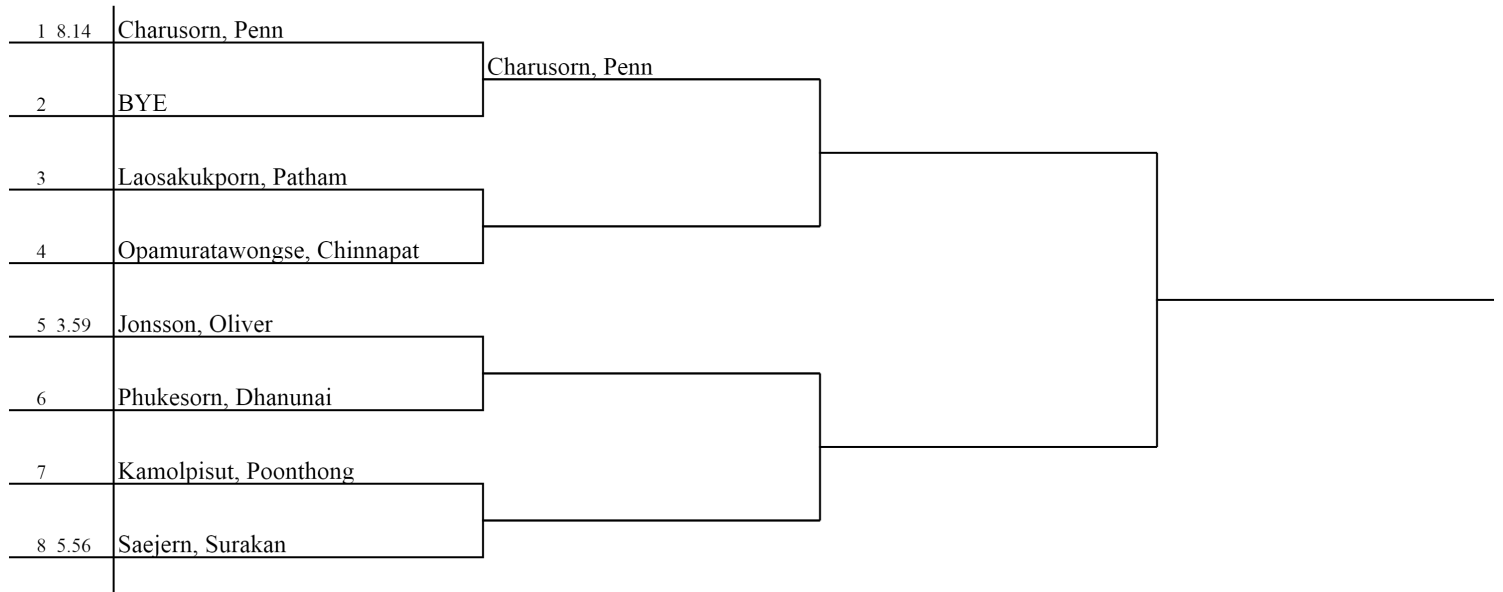 1 8.14 Charusorn, Penn
Charusorn, Penn
2 BYE
3 Laosakukporn, Patham
4 Opamuratawongse, Chinnapat
5 3.59 Jonsson, Oliver
6 Phukesorn, Dhanunai
7 Kamolpisut, Poonthong
8 5.56 Saejern, Surakan